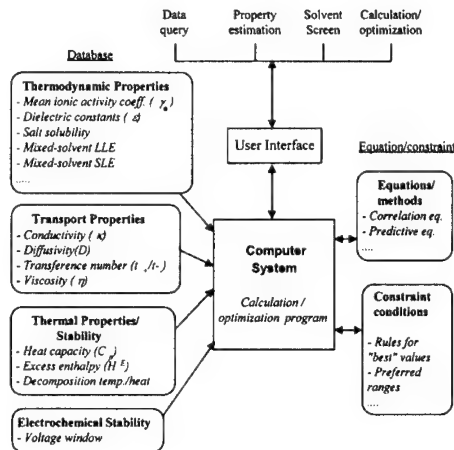 Data query
Property estimation
Solvent Screen
Calculation/ optimization
Database
Thermodynamic Properties
- Mean ionic activity coeff. ( γ± )
- Dielectric constants ( ε)
- Salt solubility
- Mixed-solvent LLE
- Mixed-solvent SLE
.....
User Interface
Equation/constraint
Equations/
methods
- Correlation eq.
- Predictive eq.
....
Transport Properties
- Conductivity ( κ)
- Diffusivity(D)
- Transference number (t +/t-)
- Viscosity ( η)
Computer
System
Calculation /
optimization program
Constraint
conditions
- Rules for
"best" values
- Preferred
ranges
....
Thermal Properties/
Stability
- Heat capacity (C p)
- Excess enthalpy (H E)
- Decomposition temp./heat
Electrochemical Stability
- Voltage window